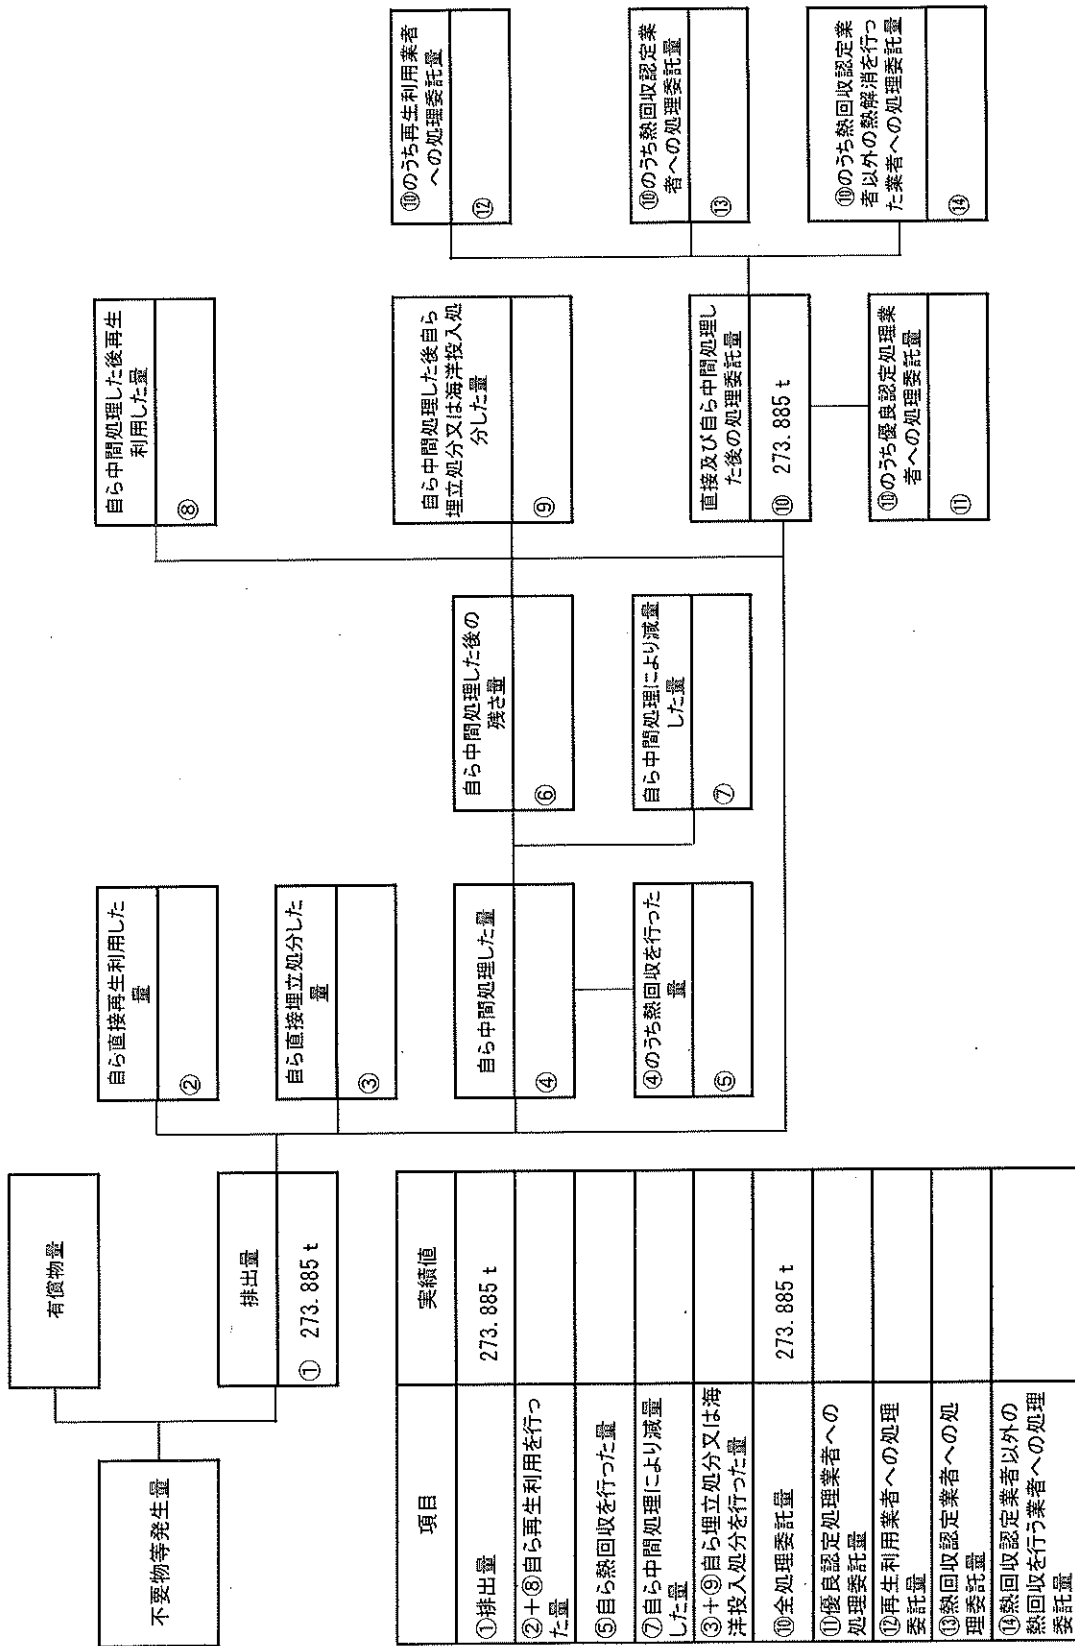 不要物等発生量
有償物量
排出量
① 273.885 t
自ら直接再生利用した
量
②
自ら直接埋立処分した
量
③
自ら中間処理した量
④
④のうち熱回収を行った
量
⑤
自ら中間処理した後の
残さ量
⑥
自ら中間処理により減量
した量
⑦
自ら中間処理した後再生
利用した量
⑧
自ら中間処理した後自ら
埋立処分又は海洋投入処
分した量
⑨
直接及び自ら中間処理し
た後の処理委託量
⑩ 273.885 t
⑩のうち優良認定処理業
者への処理委託量
⑪
⑩のうち再生利用業者
への処理委託量
⑫
⑩のうち熱回収認定業
者への処理委託量
⑬
⑩のうち熱回収認定業
者以外の熱解消を行っ
た業者への処理委託量
⑭
項目 実績値
①排出量 273.885 t
②＋⑧自ら再生利用を行っ
た量
⑤自ら熱回収を行った量
⑦自ら中間処理により減量
した量
③＋⑨自ら埋立処分又は海
洋投入処分を行った量
⑩全処理委託量 273.885 t
⑪優良認定処理業者への
処理委託量
⑫再生利用業者への処理
委託量
⑬熱回収認定業者への処
理委託量
⑭熱回収認定業者以外の
熱回収を行う業者への処理
委託量